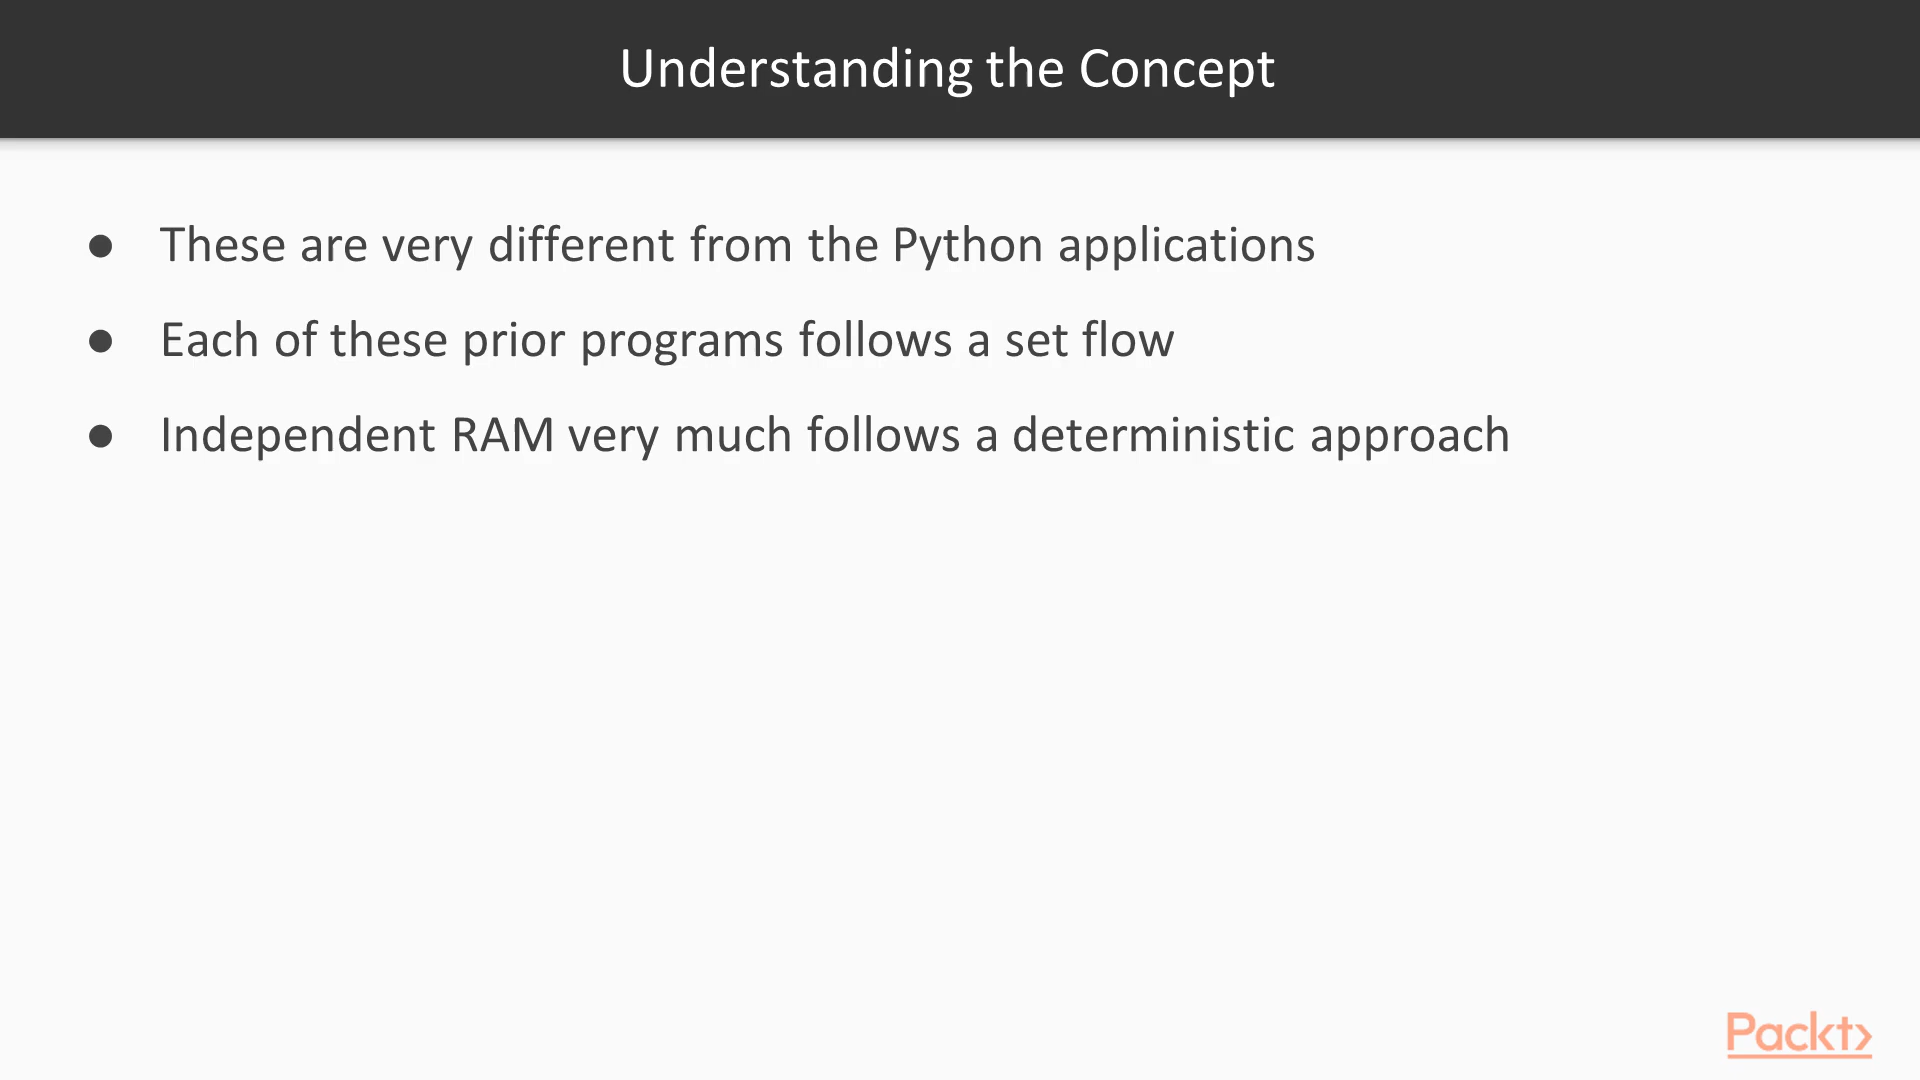 Understanding the Concept
● These are very different from the Python applications
● Each of these prior programs follows a set flow
● Independent RAM very much follows a deterministic approach
Packt>